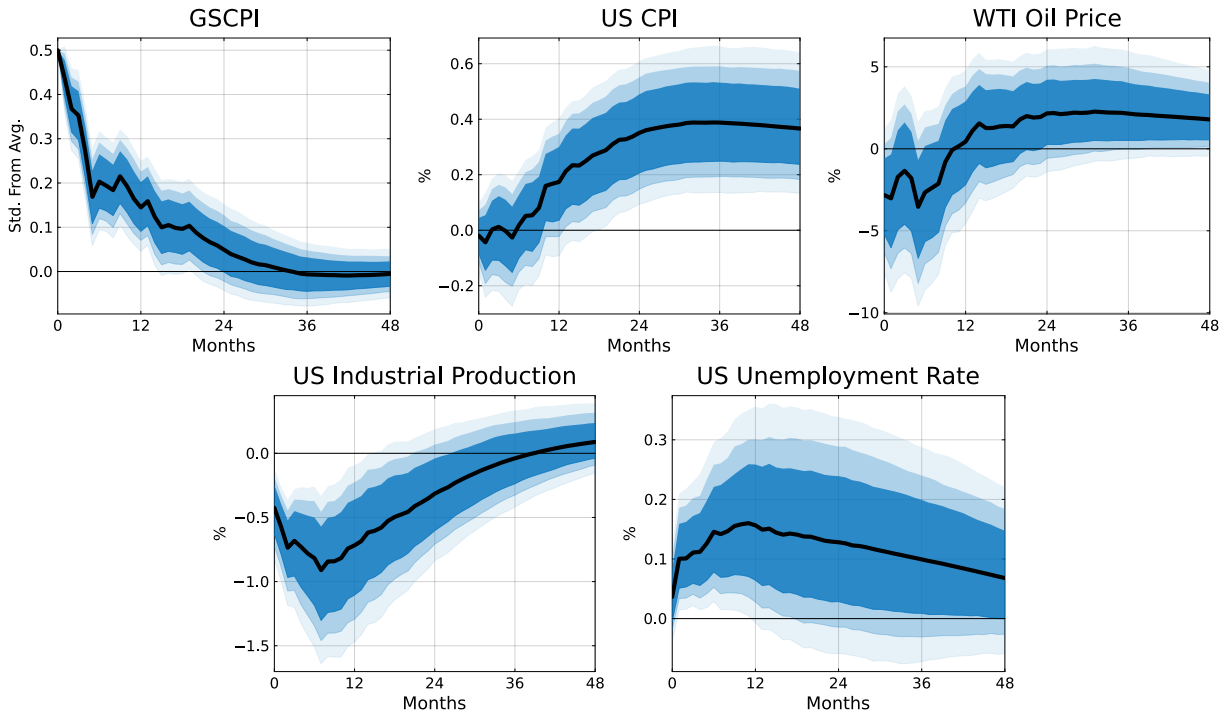 GSCPI
Std. From Avg.
0.5
0.4
0.3
0.2
0.1
0.0
0 12 24 36 48
Months
US CPI
%
0.6
0.4
0.2
0.0
−0.2
0 12 24 36 48
Months
WTI Oil Price
%
5
0
−5
−10
0 12 24 36 48
Months
US Industrial Production
%
0.0
−0.5
−1.0
−1.5
0 12 24 36 48
Months
US Unemployment Rate
%
0.3
0.2
0.1
0.0
0 12 24 36 48
Months